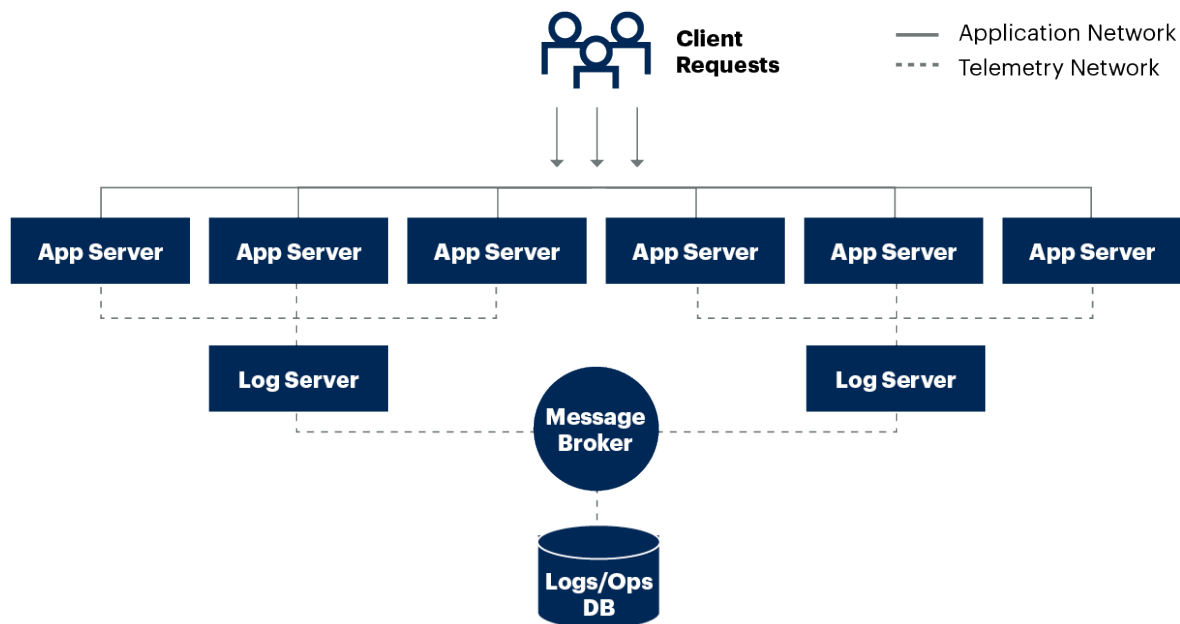 Client
Requests
Application Network
Telemetry Network
App Server
App Server
App Server
App Server
App Server
App Server
Log Server
Log Server
Message
Broker
Logs/Ops
DB